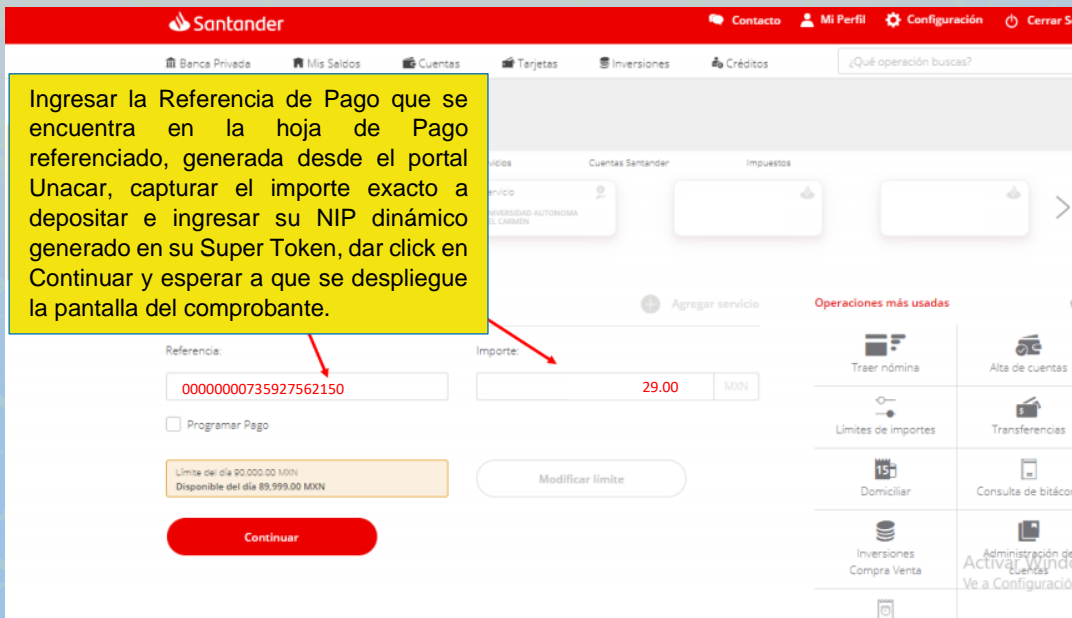 Santander
Contacto Mi Perfil Configuración Cerrar
Banca Privada Mis Saldos Cuentas Tarjetas Inversiones Créditos ¿Qué operación buscas?
Ingresar la Referencia de Pago que se
encuentra en la hoja de Pago
referenciado, generada desde el portal
Unacar, capturar el importe exacto a
depositar e ingresar su NIP dinámico
generado en su Super Token, dar click en
Continuar y esperar a que se despliegue
la pantalla del comprobante.
Cuentas Santander Impuestos
AUTONOMA
CARMEN
Agregar servicio
Operaciones más usadas
Referencia:
Importe:
00000000735927562150
29.00 MXN
Programar Pago
Límite del día 90,000.00 MXN
Disponible del día 89,999.00 MXN
Modificar límite
Continuar
Traer nómina Alta de cuentas
Límites de importes Transferencias
15
Domiciliar Consulta de
Inversiones
Compra Venta
Administración de
cuentas
Activar
Ve a